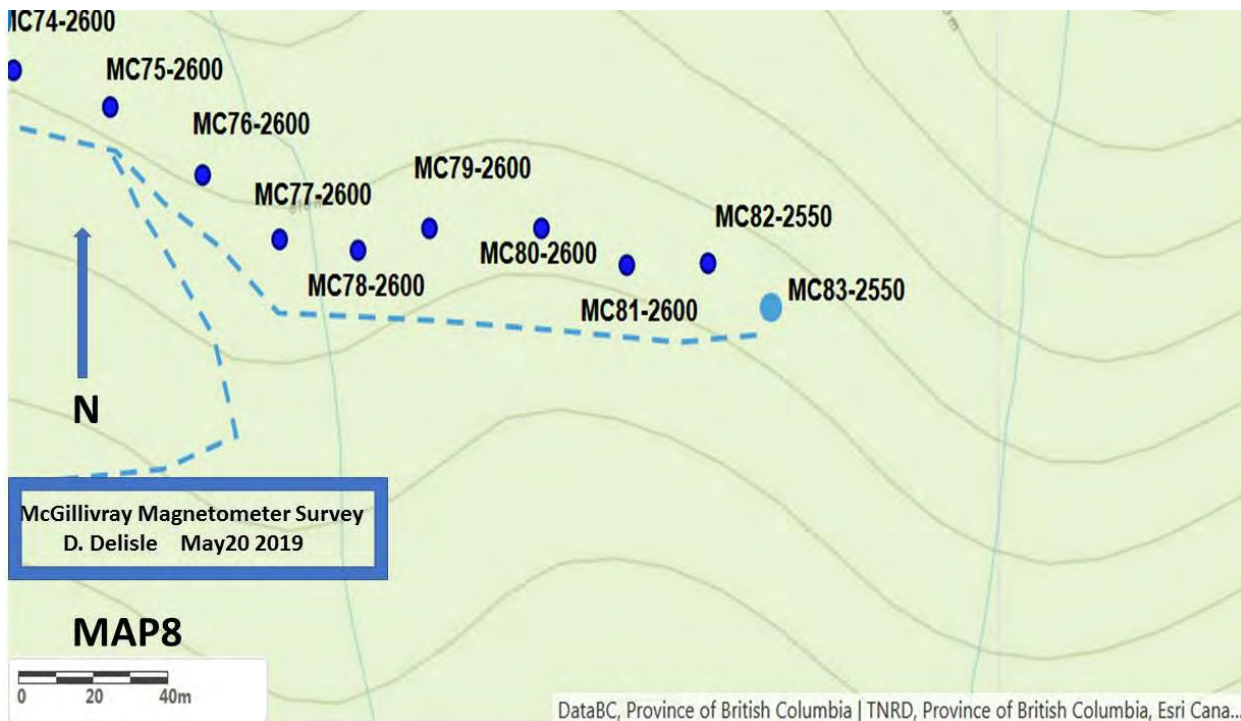 MC74-2600
MC75-2600
MC76-2600
MC77-2600
MC78-2600
MC79-2600
MC80-2600
MC81-2600
MC82-2550
MC83-2550
N
McGillivray Magnetometer Survey
D. Delisle May20 2019
MAP8
0 20 40m
DataBC, Province of British Columbia | TNRD, Province of British Columbia, Esri Cana...